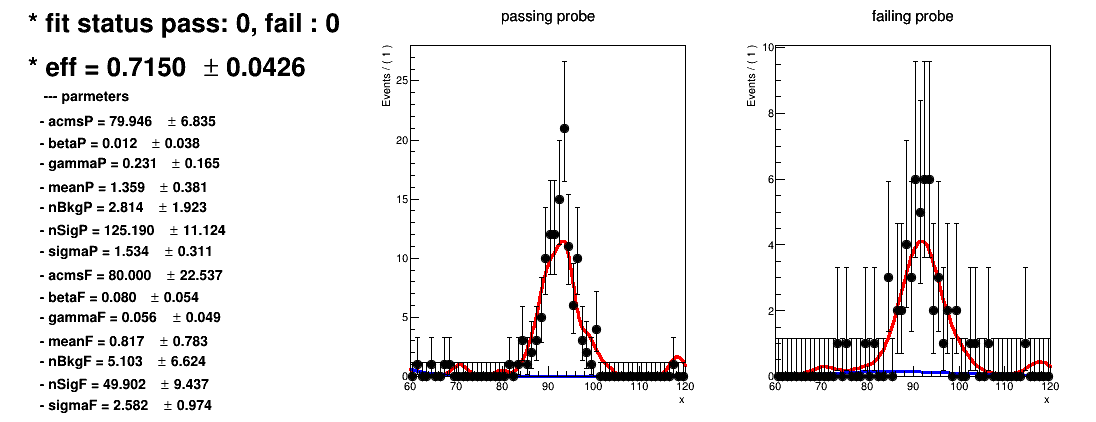 * fit status pass: 0, fail : 0
* eff = 0.7150 ± 0.0426
--- parmeters
- acmsP = 79.946 ± 6.835
- betaP = 0.012 ± 0.038
- gammaP = 0.231 ± 0.165
- meanP = 1.359 ± 0.381
- nBkgP = 2.814 ± 1.923
- nSigP = 125.190 ± 11.124
- sigmaP = 1.534 ± 0.311
- acmsF = 80.000 ± 22.537
- betaF = 0.080 ± 0.054
- gammaF = 0.056 ± 0.049
- meanF = 0.817 ± 0.783
- nBkgF = 5.103 ± 6.624
- nSigF = 49.902 ± 9.437
- sigmaF = 2.582 ± 0.974
passing probe
Events / ( 1 )
25
20
15
10
5
0
60 70 80 90 100 110 120
x
failing probe
Events / ( 1 )
10
8
6
4
2
0
60 70 80 90 100 110 120
x